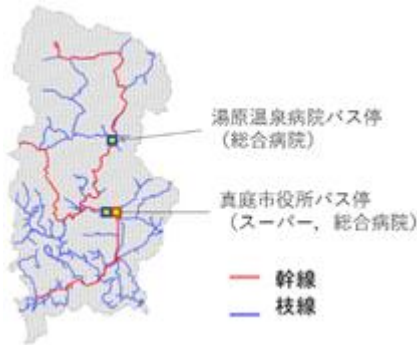 湯原温泉病院バス停
（総合病院）
真庭市役所バス停
（スーパー，総合病院）
幹線
枝線